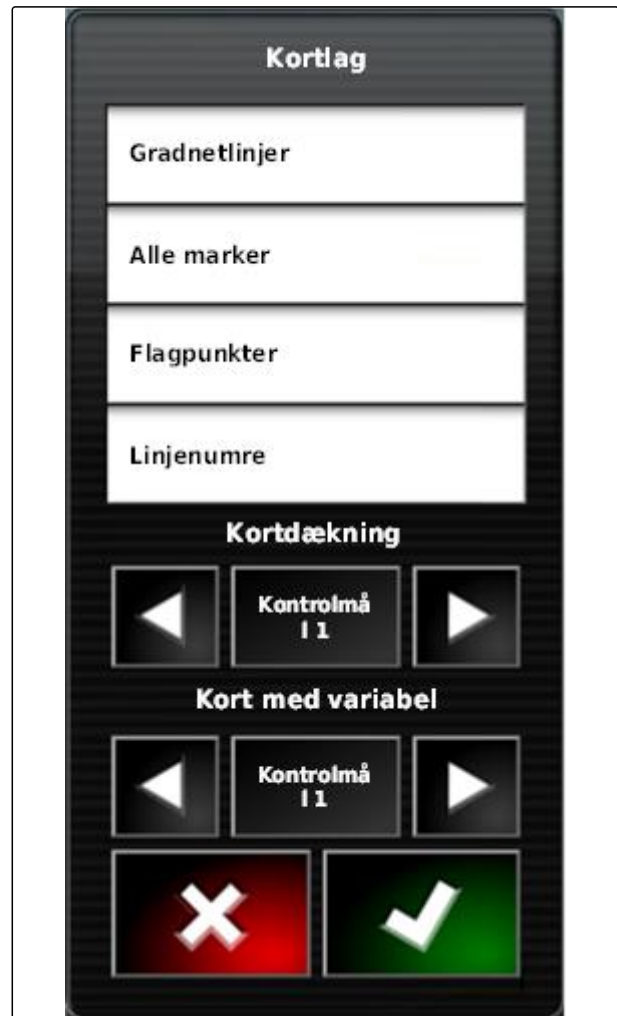 Kortlag
Gradnetlinjer
Alle marker
Flagpunkter
Linjenumre
Kortdækning
Kontrolmå
l 1
Kort med variabel
Kontrolmå
l 1